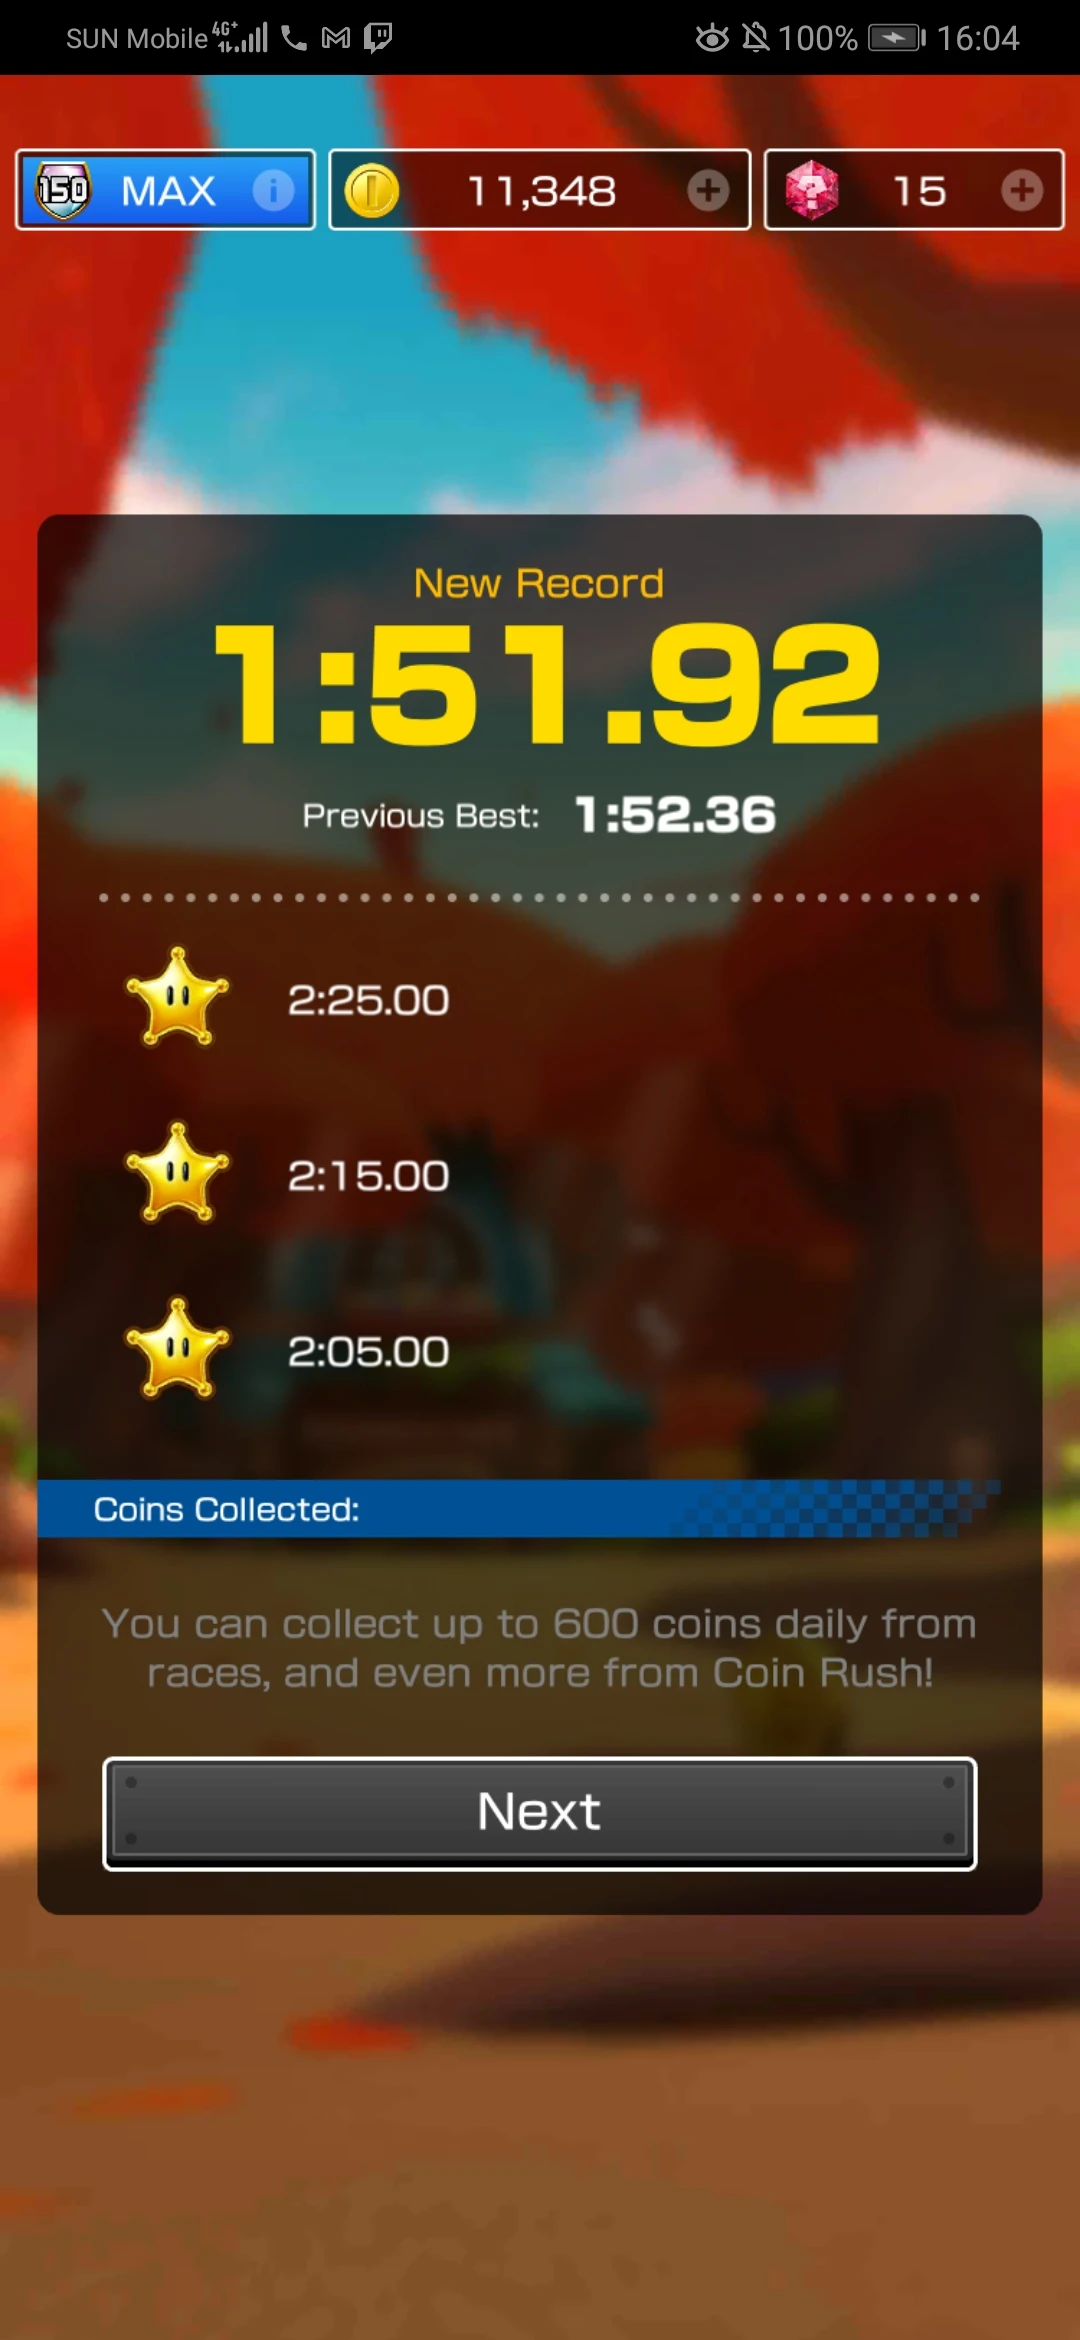 SUN Mobile 4G+ 100% 16:04
150 MAX i 11,348 + 15 +
New Record
1:51.92
Previous Best: 1:52.36
2:25.00
2:15.00
2:05.00
Coins Collected:
You can collect up to 600 coins daily from
races, and even more from Coin Rush!
Next